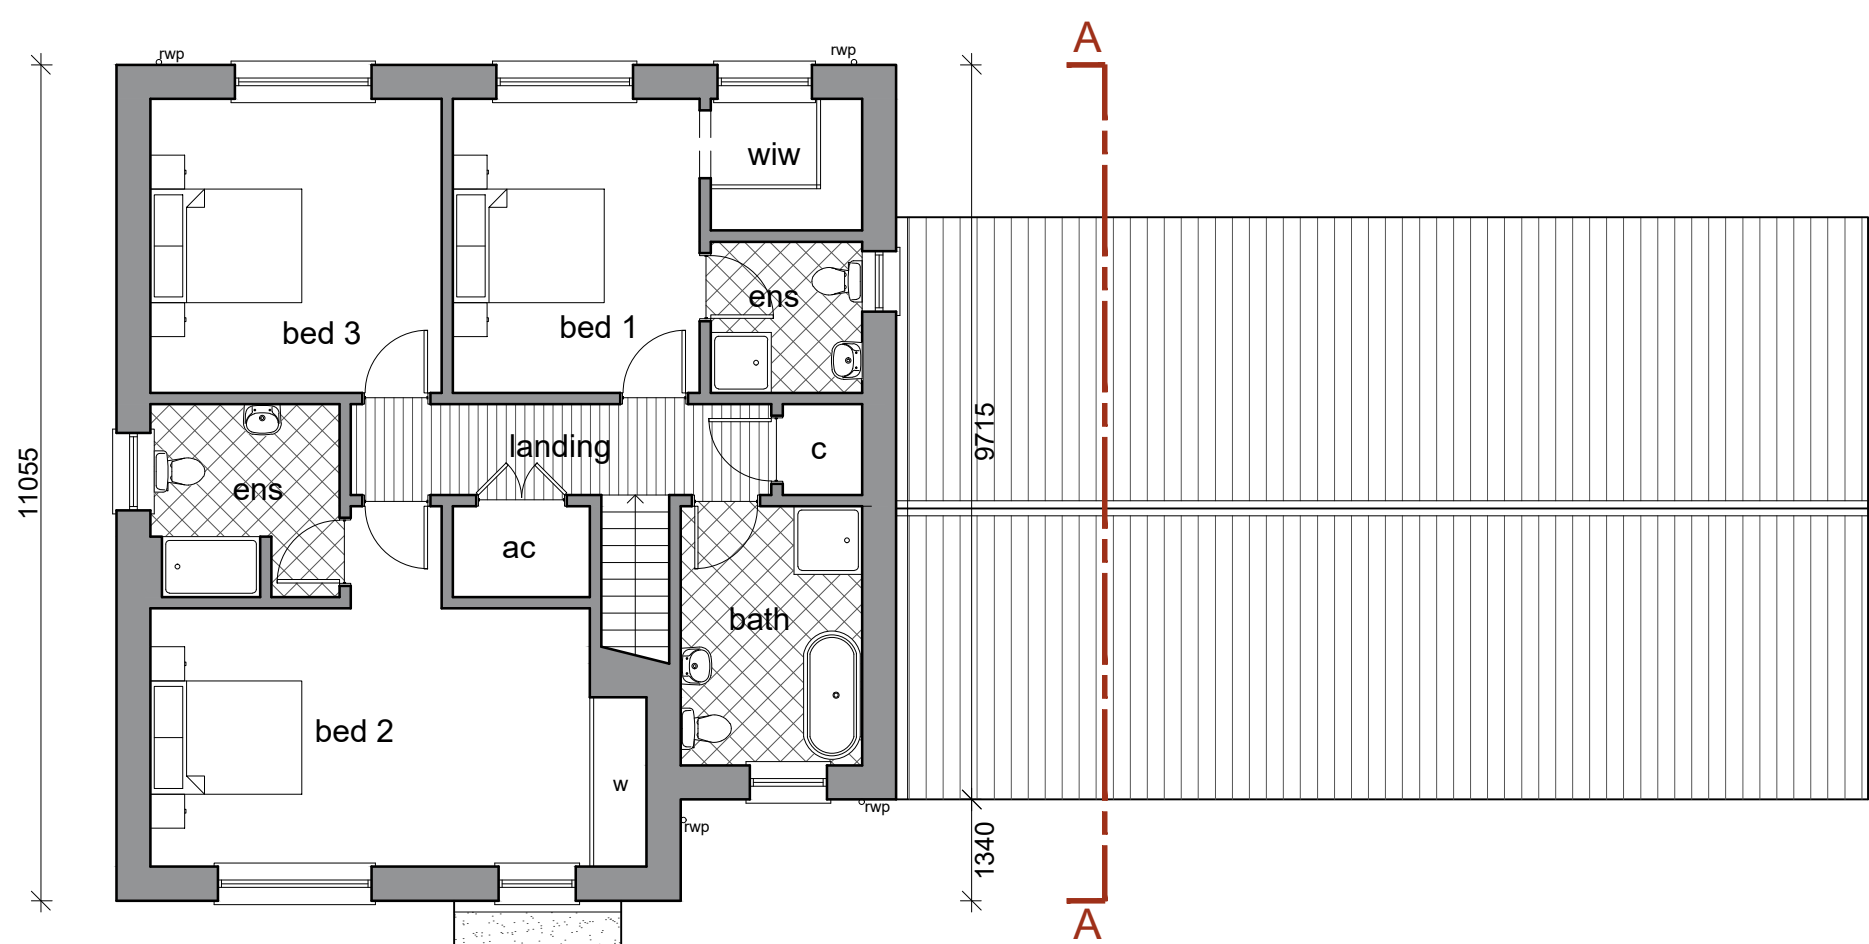 A
rwp
rwp
wiw
ens
bed 3
bed 1
9715
landing
c
11055
ens
ac
bath
bed 2
w
rwp
rwp
1340
A